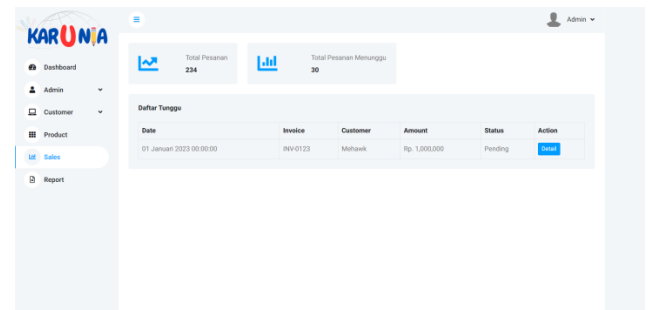 KARUNIA
Admin
Dashboard
Admin
Customer
Product
Sales
Report
Total Pesanan
234
Total Pesanan Menunggu
30
Daftar Tunggu
Date Invoice Customer Amount Status Action
01 Januari 2023 00:00:00 INV-0123 Mehawk Rp. 1,000,000 Pending Detail